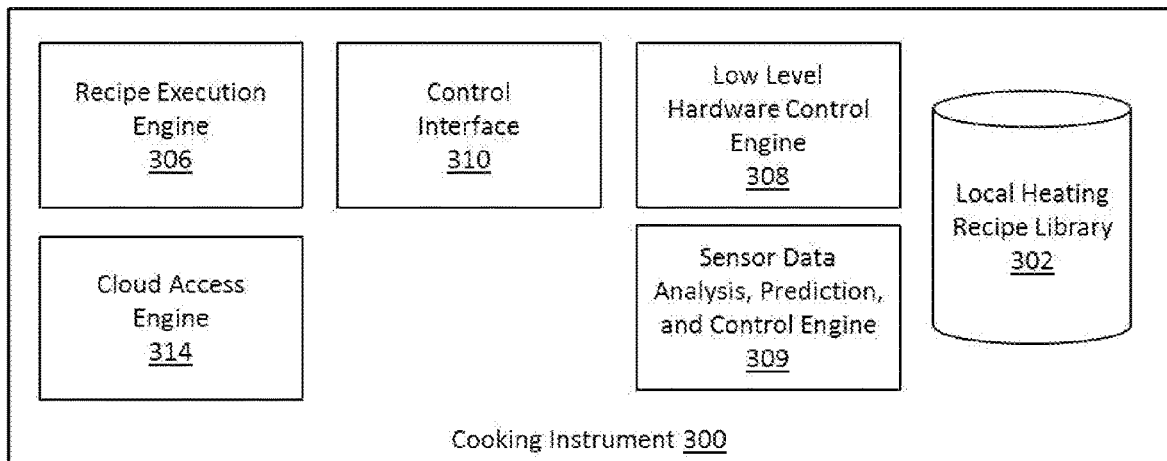 Recipe Execution
Engine
306
Control
Interface
310
Low Level
Hardware Control
Engine
308
Local Heating
Recipe Library
302
Cloud Access
Engine
314
Sensor Data
Analysis, Prediction,
and Control Engine
309
Cooking Instrument 300